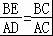 BE/AD = BC/AC